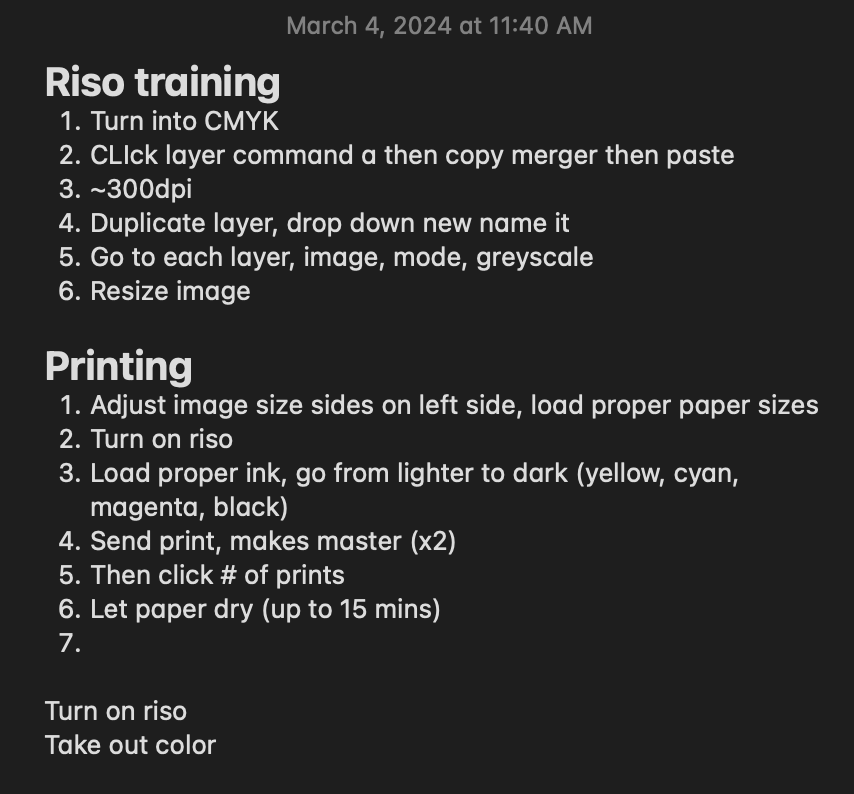 March 4, 2024 at 11:40 AM
Riso training
1. Turn into CMYK
2. CLIck layer command a then copy merger then paste
3. ~300dpi
4. Duplicate layer, drop down new name it
5. Go to each layer, image, mode, greyscale
6. Resize image
Printing
1. Adjust image size sides on left side, load proper paper sizes
2. Turn on riso
3. Load proper ink, go from lighter to dark (yellow, cyan,
magenta, black)
4. Send print, makes master (x2)
5. Then click # of prints
6. Let paper dry (up to 15 mins)
7.
Turn on riso
Take out color